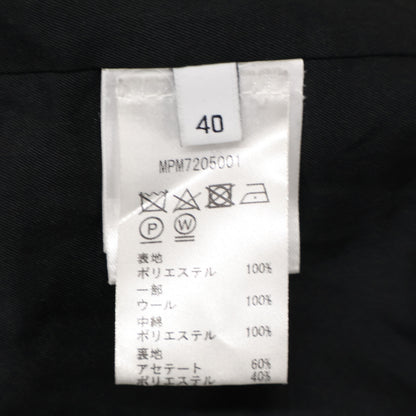 40
MPM7205001
P W
表地
ポリエステル 100%
一部
ウール 100%
中綿
ポリエステル 100%
裏地
アセテート 60%
ポリエステル 40%